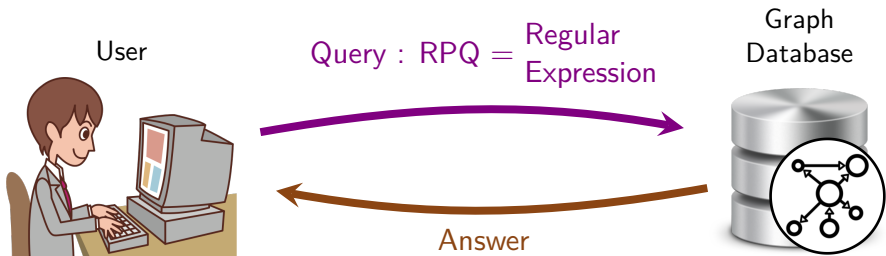 User
Query : RPQ = Regular
Expression
Graph
Database
Answer